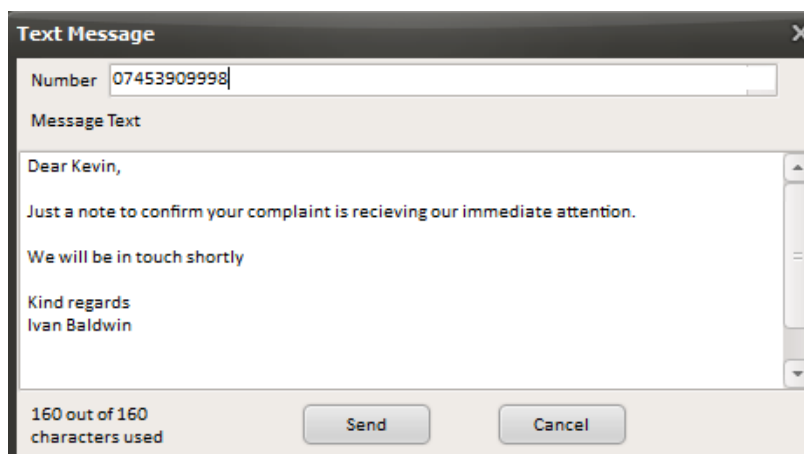 Text Message
X
Number 07453909998
Message Text
Dear Kevin,
Just a note to confirm your complaint is recieving our immediate attention.
We will be in touch shortly
Kind regards
Ivan Baldwin
160 out of 160
characters used
Send
Cancel